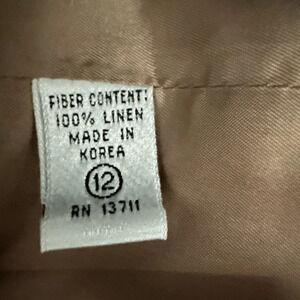 FIBER CONTENT:
100% LINEN
MADE IN
KOREA
12
RN 13711